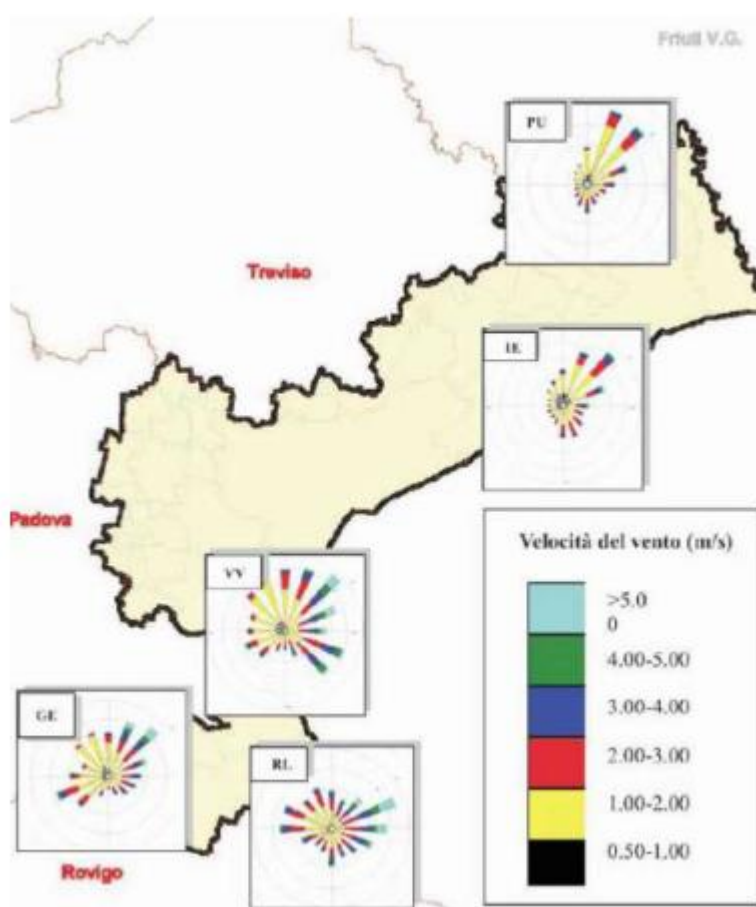 Friuli V.G.
PU
Treviso
IE
Padova
Velocità del vento (m/s)
>5.0
0
4.00-5.00
3.00-4.00
2.00-3.00
1.00-2.00
0.50-1.00
VV
GE
RL
Rovigo